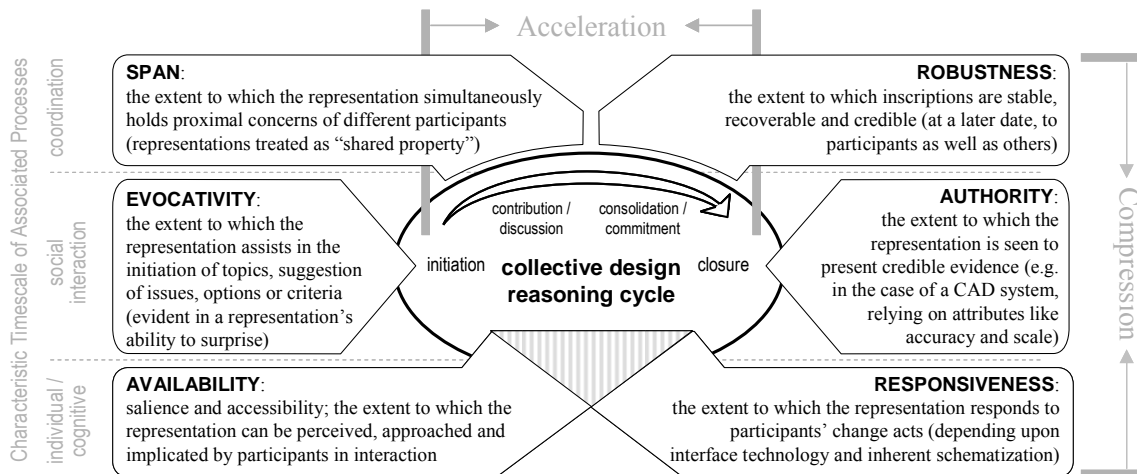 Acceleration
Characteristic Timescale of Associated Processes
coordination
SPAN:
the extent to which the representation simultaneously
holds proximal concerns of different participants
(representations treated as “shared property”)
ROBUSTNESS:
the extent to which inscriptions are stable,
recoverable and credible (at a later date, to
participants as well as others)
social
interaction
EVOCATIVITY:
the extent to which the
representation assists in the
initiation of topics, suggestion
of issues, options or criteria
(evident in a representation’s
ability to surprise)
contribution /
discussion
consolidation /
commitment
initiation
collective design
reasoning cycle
closure
AUTHORITY:
the extent to which the
representation is seen to
present credible evidence (e.g.
in the case of a CAD system,
relying on attributes like
accuracy and scale)
Compression
individual /
cognitive
AVAILABILITY:
salience and accessibility; the extent to which the
representation can be perceived, approached and
implicated by participants in interaction
RESPONSIVENESS:
the extent to which the representation responds to
participants’ change acts (depending upon
interface technology and inherent schematization)